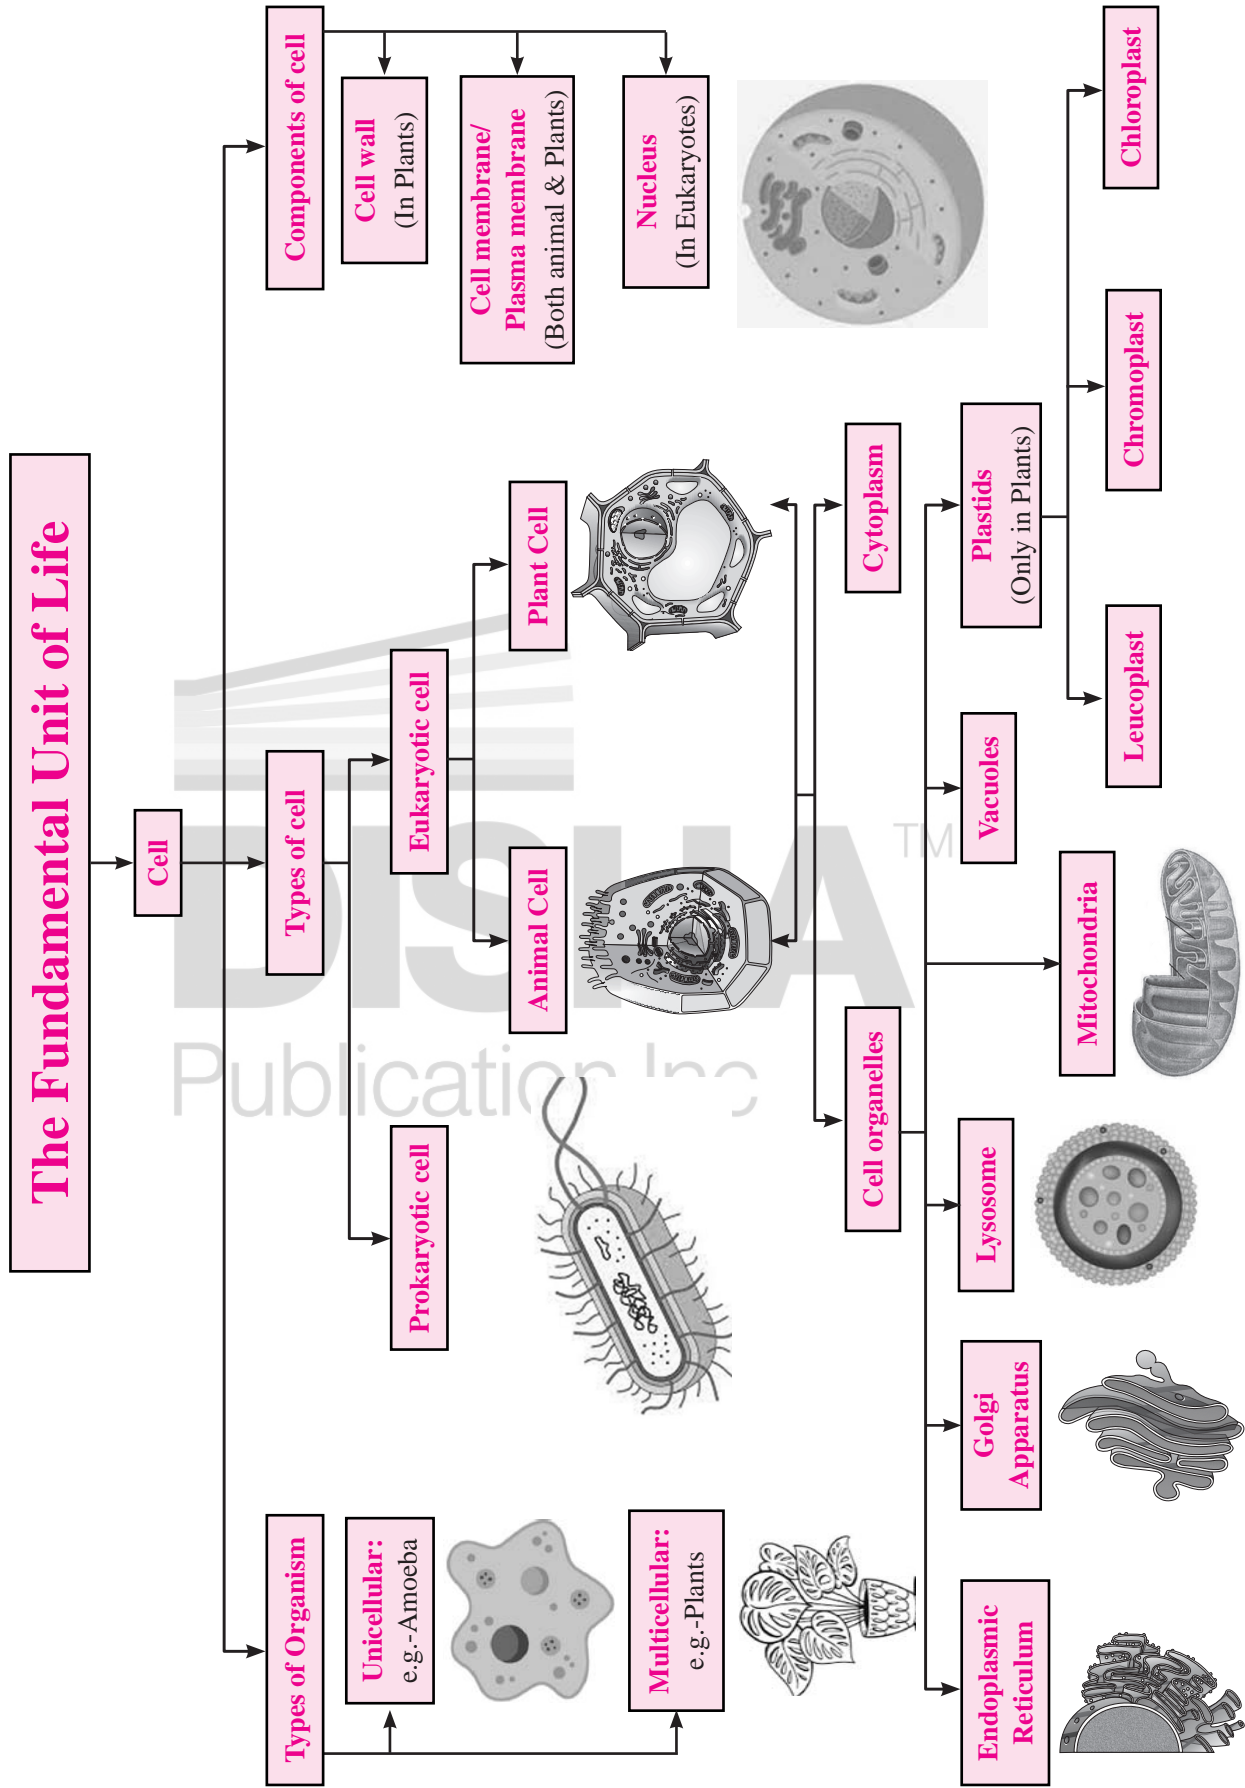 The Fundamental Unit of Life
Cell
Types of Organism
Types of cell
Components of cell
Unicellular:
e.g.-Amoeba
Multicellular:
e.g.-Plants
Prokaryotic cell
Eukaryotic cell
Animal Cell
Plant Cell
Cell wall
(In Plants)
Cell membrane/
Plasma membrane
(Both animal & Plants)
Nucleus
(In Eukaryotes)
Cell organelles
Cytoplasm
Endoplasmic
Reticulum
Golgi
Apparatus
Lysosome
Mitochondria
Vacuoles
Plastids
(Only in Plants)
Leucoplast
Chromoplast
Chloroplast
DISHA
TM
Publication Inc